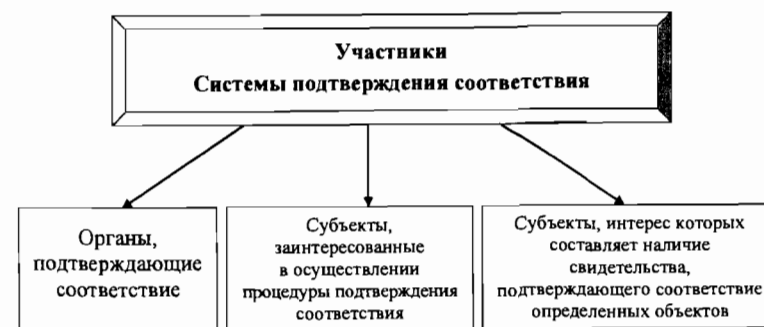 Участники
Системы подтверждения соответствия
Органы,
подтверждающие
соответствие
Субъекты,
заинтересованные
в осуществлении
процедуры подтверждения
соответствия
Субъекты, интерес которых
составляет наличие
свидетельства,
подтверждающего соответствие
определенных объектов